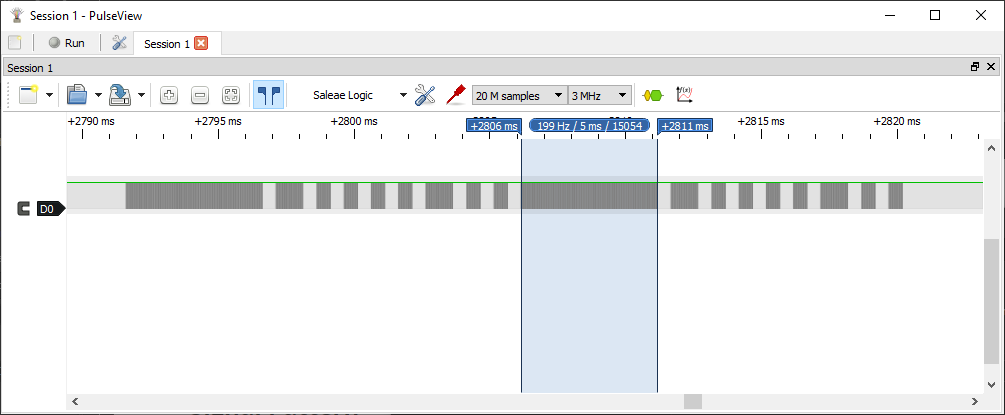 Session 1 - PulseView
Run
Session 1
Session 1
Saleae Logic
20 M samples
3 MHz
+2790 ms +2795 ms +2800 ms +2815 ms +2820 ms
+2806 ms 199 Hz / 5 ms / 15054 +2811 ms
D0